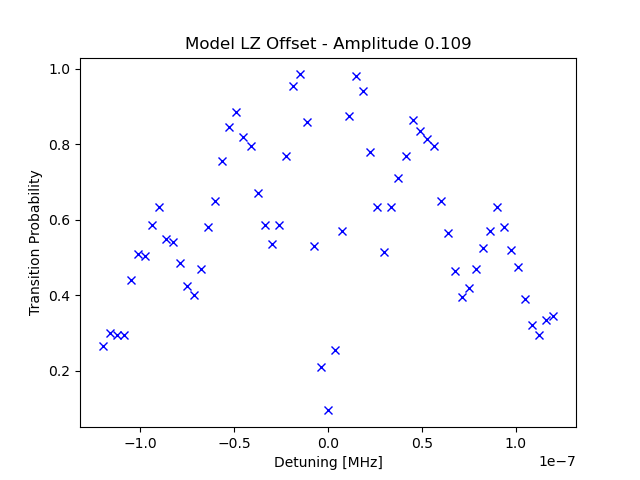 Model LZ Offset - Amplitude 0.109
1.0
0.8
0.6
0.4
0.2
Transition Probability
−1.0
−0.5
0.0
0.5
1.0
1e−7
Detuning [MHz]